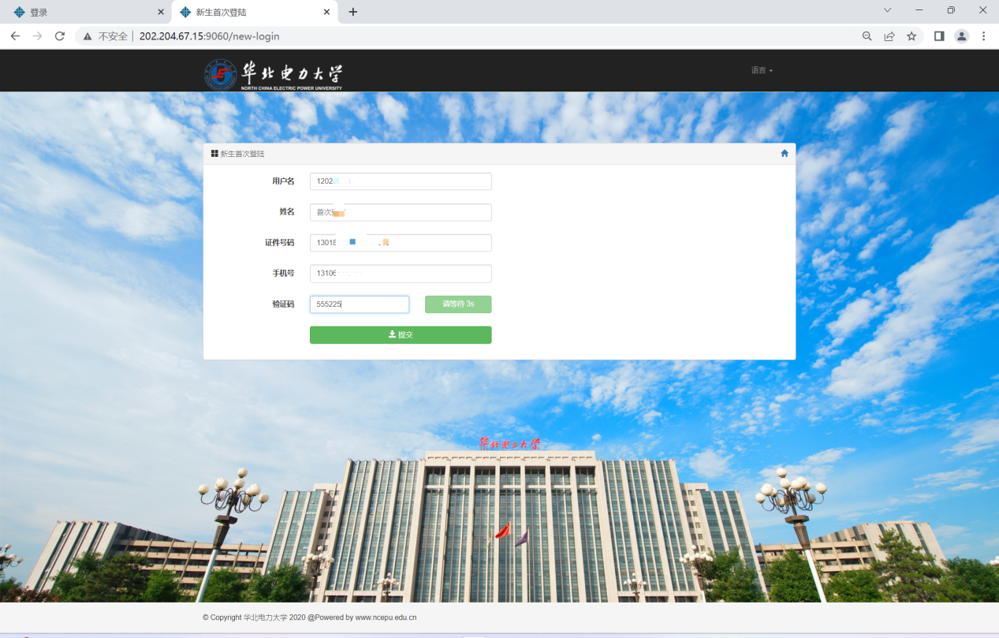 登录
新生首次登陆
不安全 202.204.67.15:9060/new-login
华北电力大学
NORTH CHINA ELECTRIC POWER UNIVERSITY
语言
新生首次登陆
用户名 1202
姓名 首次
证件号码 13018
手机号 13106
验证码 555225 请等待 3s
提交
华北电力大学
© Copyright 华北电力大学 2020 @Powered by www.ncepu.edu.cn